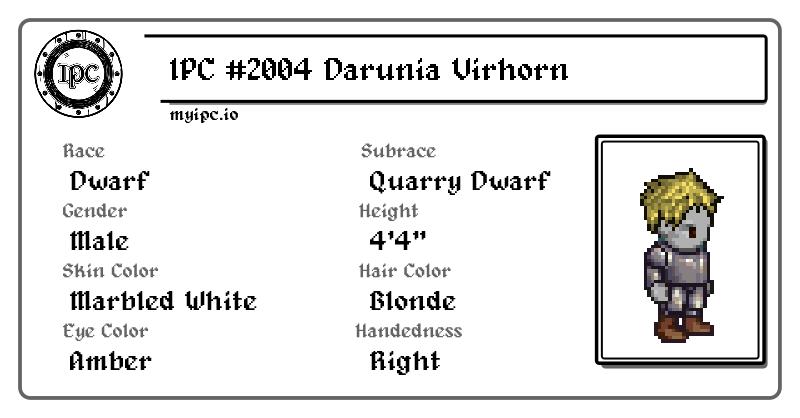 IPC
IPC #2004 Darunia Virhorn
myipc.io
Race
Dwarf
Subrace
Quarry Dwarf
Gender
Male
Height
4'4"
Skin Color
Marbled White
Hair Color
Blonde
Eye Color
Amber
Handedness
Right